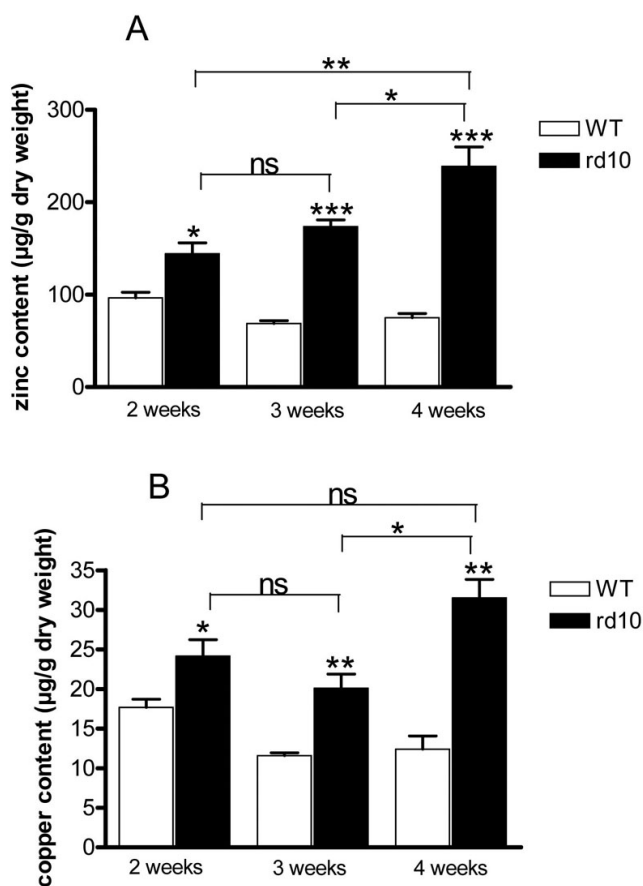 A
**
*
300
WT
rd10
***
ns
200
***
*
100
0
zinc content (µg/g dry weight)
2 weeks 3 weeks 4 weeks
B
ns
*
35
**
WT
rd10
30
ns
25
*
**
20
15
10
5
0
copper content (µg/g dry weight)
2 weeks 3 weeks 4 weeks